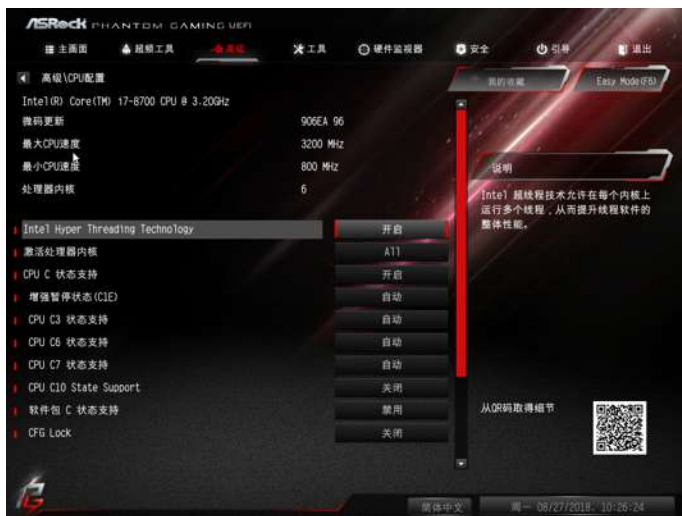 ASRock PHANTOM GAMING UEFI
主画面
超频工具
高级
工具
硬件监视器
安全
引导
退出
高级\CPU配置
我的收藏
Easy Mode(F6)
Intel(R) Core(TM) i7-8700 CPU @ 3.20GHz
微码更新 906EA 96
最大CPU速度 3200 MHz
最小CPU速度 800 MHz
处理器内核 6
说明
Intel 超线程技术允许在每个内核上
运行多个线程，从而提升线程软件的
整体性能。
Intel Hyper Threading Technology 开启
激活处理器内核 All
CPU C 状态支持 开启
增强暂停状态(C1E) 自动
CPU C3 状态支持 自动
CPU C6 状态支持 自动
CPU C7 状态支持 自动
CPU C10 State Support 关闭
软件包 C 状态支持 禁用
CFG Lock 关闭
从QR码取得细节
简体中文
周一 08/27/2018, 10:26:24